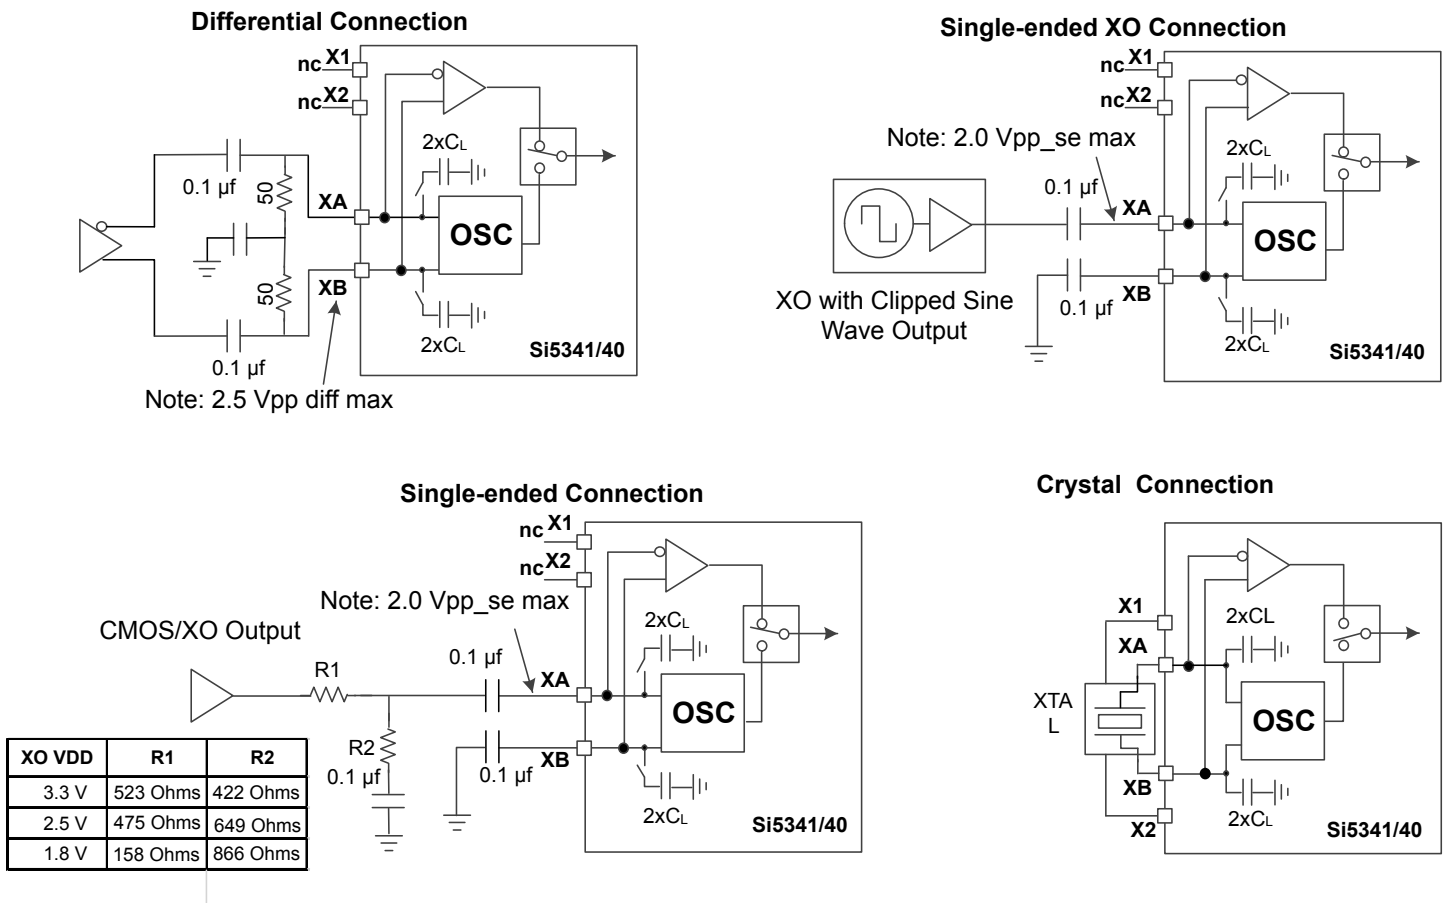 Differential Connection
nc X1
nc X2
2xCL
0.1 µf
50
XA
OSC
50
XB
2xCL
0.1 µf
Si5341/40
Note: 2.5 Vpp diff max
Single-ended XO Connection
nc X1
nc X2
Note: 2.0 Vpp_se max
2xCL
0.1 µf
XA
OSC
XB
0.1 µf
XO with Clipped Sine
Wave Output
2xCL
Si5341/40
Single-ended Connection
nc X1
nc X2
Note: 2.0 Vpp_se max
CMOS/XO Output
2xCL
0.1 µf
R1
XA
OSC
R2
XB
0.1 µf
0.1 µf
2xCL
Si5341/40
XO VDD R1 R2
3.3 V 523 Ohms 422 Ohms
2.5 V 475 Ohms 649 Ohms
1.8 V 158 Ohms 866 Ohms
Crystal Connection
X1
2xCL
XA
XTA
L
OSC
XB
2xCL
X2
Si5341/40